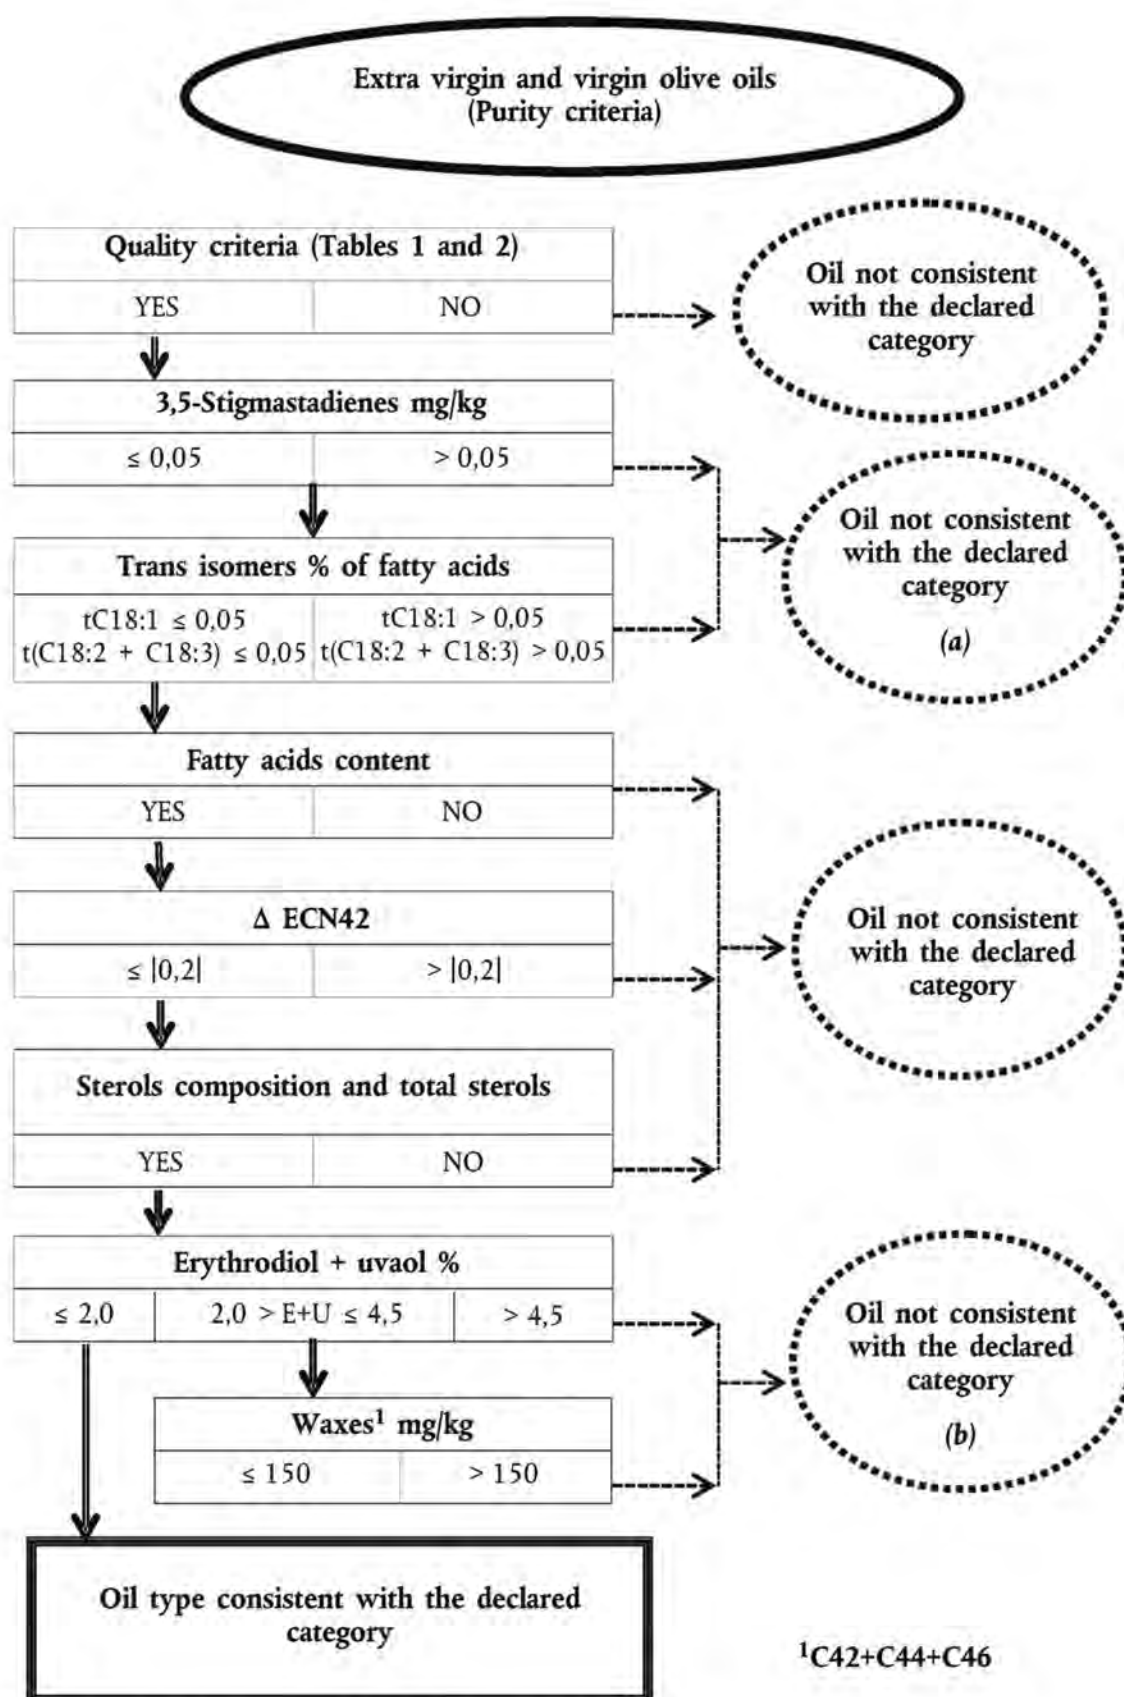 Extra virgin and virgin olive oils
(Purity criteria)
Quality criteria (Tables 1 and 2)
YES NO
Oil not consistent
with the declared
category
3,5-Stigmastadienes mg/kg
≤ 0,05 > 0,05
Trans isomers % of fatty acids
tC18:1 ≤ 0,05 tC18:1 > 0,05
t(C18:2 + C18:3) ≤ 0,05 t(C18:2 + C18:3) > 0,05
Oil not consistent
with the declared
category
(a)
Fatty acids content
YES NO
Δ ECN42
≤ |0,2| > |0,2|
Sterols composition and total sterols
YES NO
Oil not consistent
with the declared
category
Erythrodiol + uvaol %
≤ 2,0 2,0 > E+U ≤ 4,5 > 4,5
Waxes¹ mg/kg
≤ 150 > 150
Oil not consistent
with the declared
category
(b)
Oil type consistent with the declared
category
¹C42+C44+C46